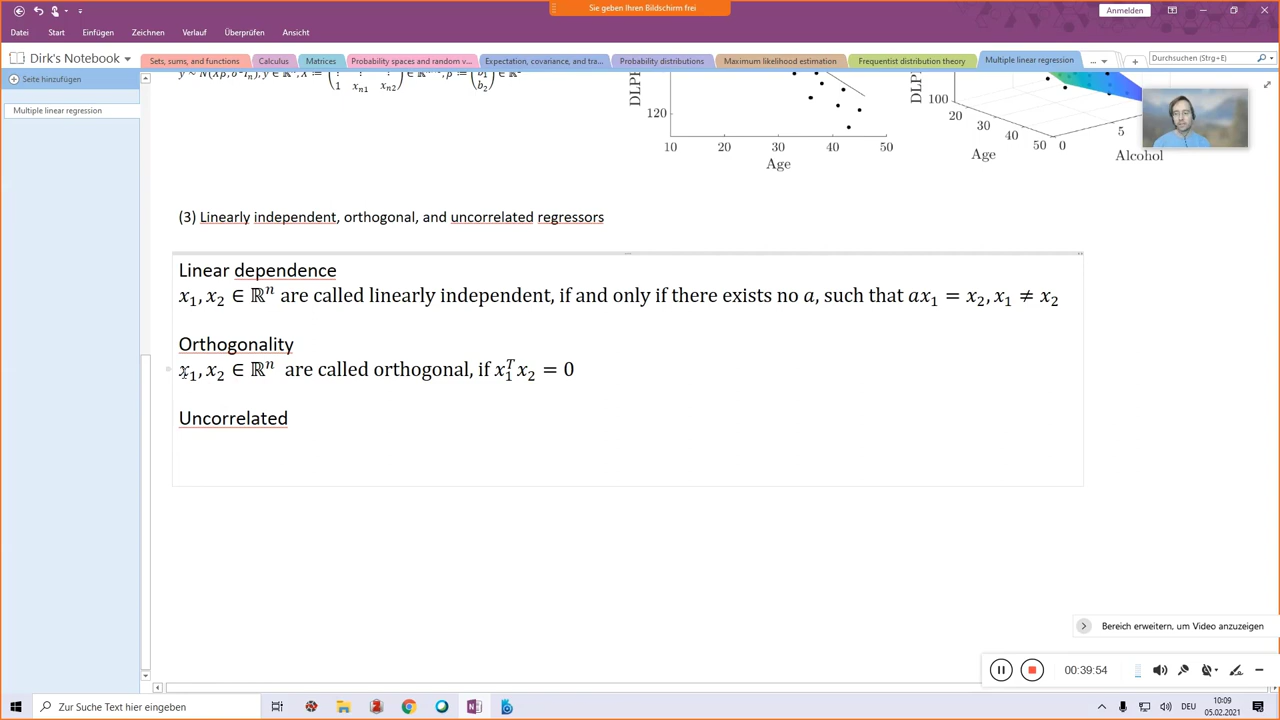 Sie geben Ihren Bildschirm frei
Anmelden
Datei Start Einfügen Zeichnen Verlauf Überprüfen Ansicht
Dirk's Notebook
Sets, sums, and functions Calculus Matrices Probability spaces and random v... Expectation, covariance, and tra... Probability distributions Maximum likelihood estimation Frequentist distribution theory Multiple linear regression ... + Durchsuchen (Strg+E)
Seite hinzufügen
Multiple linear regression
1 xₙ₁ xₙ₂
b₂
DLPF
120
10 20 30 40 50
Age
100
20 30 40 50
Age
0 5
Alcohol
(3) Linearly independent, orthogonal, and uncorrelated regressors
Linear dependence
x₁, x₂ ∈ ℝⁿ are called linearly independent, if and only if there exists no a, such that ax₁ = x₂, x₁ ≠ x₂
Orthogonality
x₁, x₂ ∈ ℝⁿ are called orthogonal, if x₁ᵀx₂ = 0
Uncorrelated
Bereich erweitern, um Video anzuzeigen
00:39:54
Zur Suche Text hier eingeben
DEU
10:09
05.02.2021